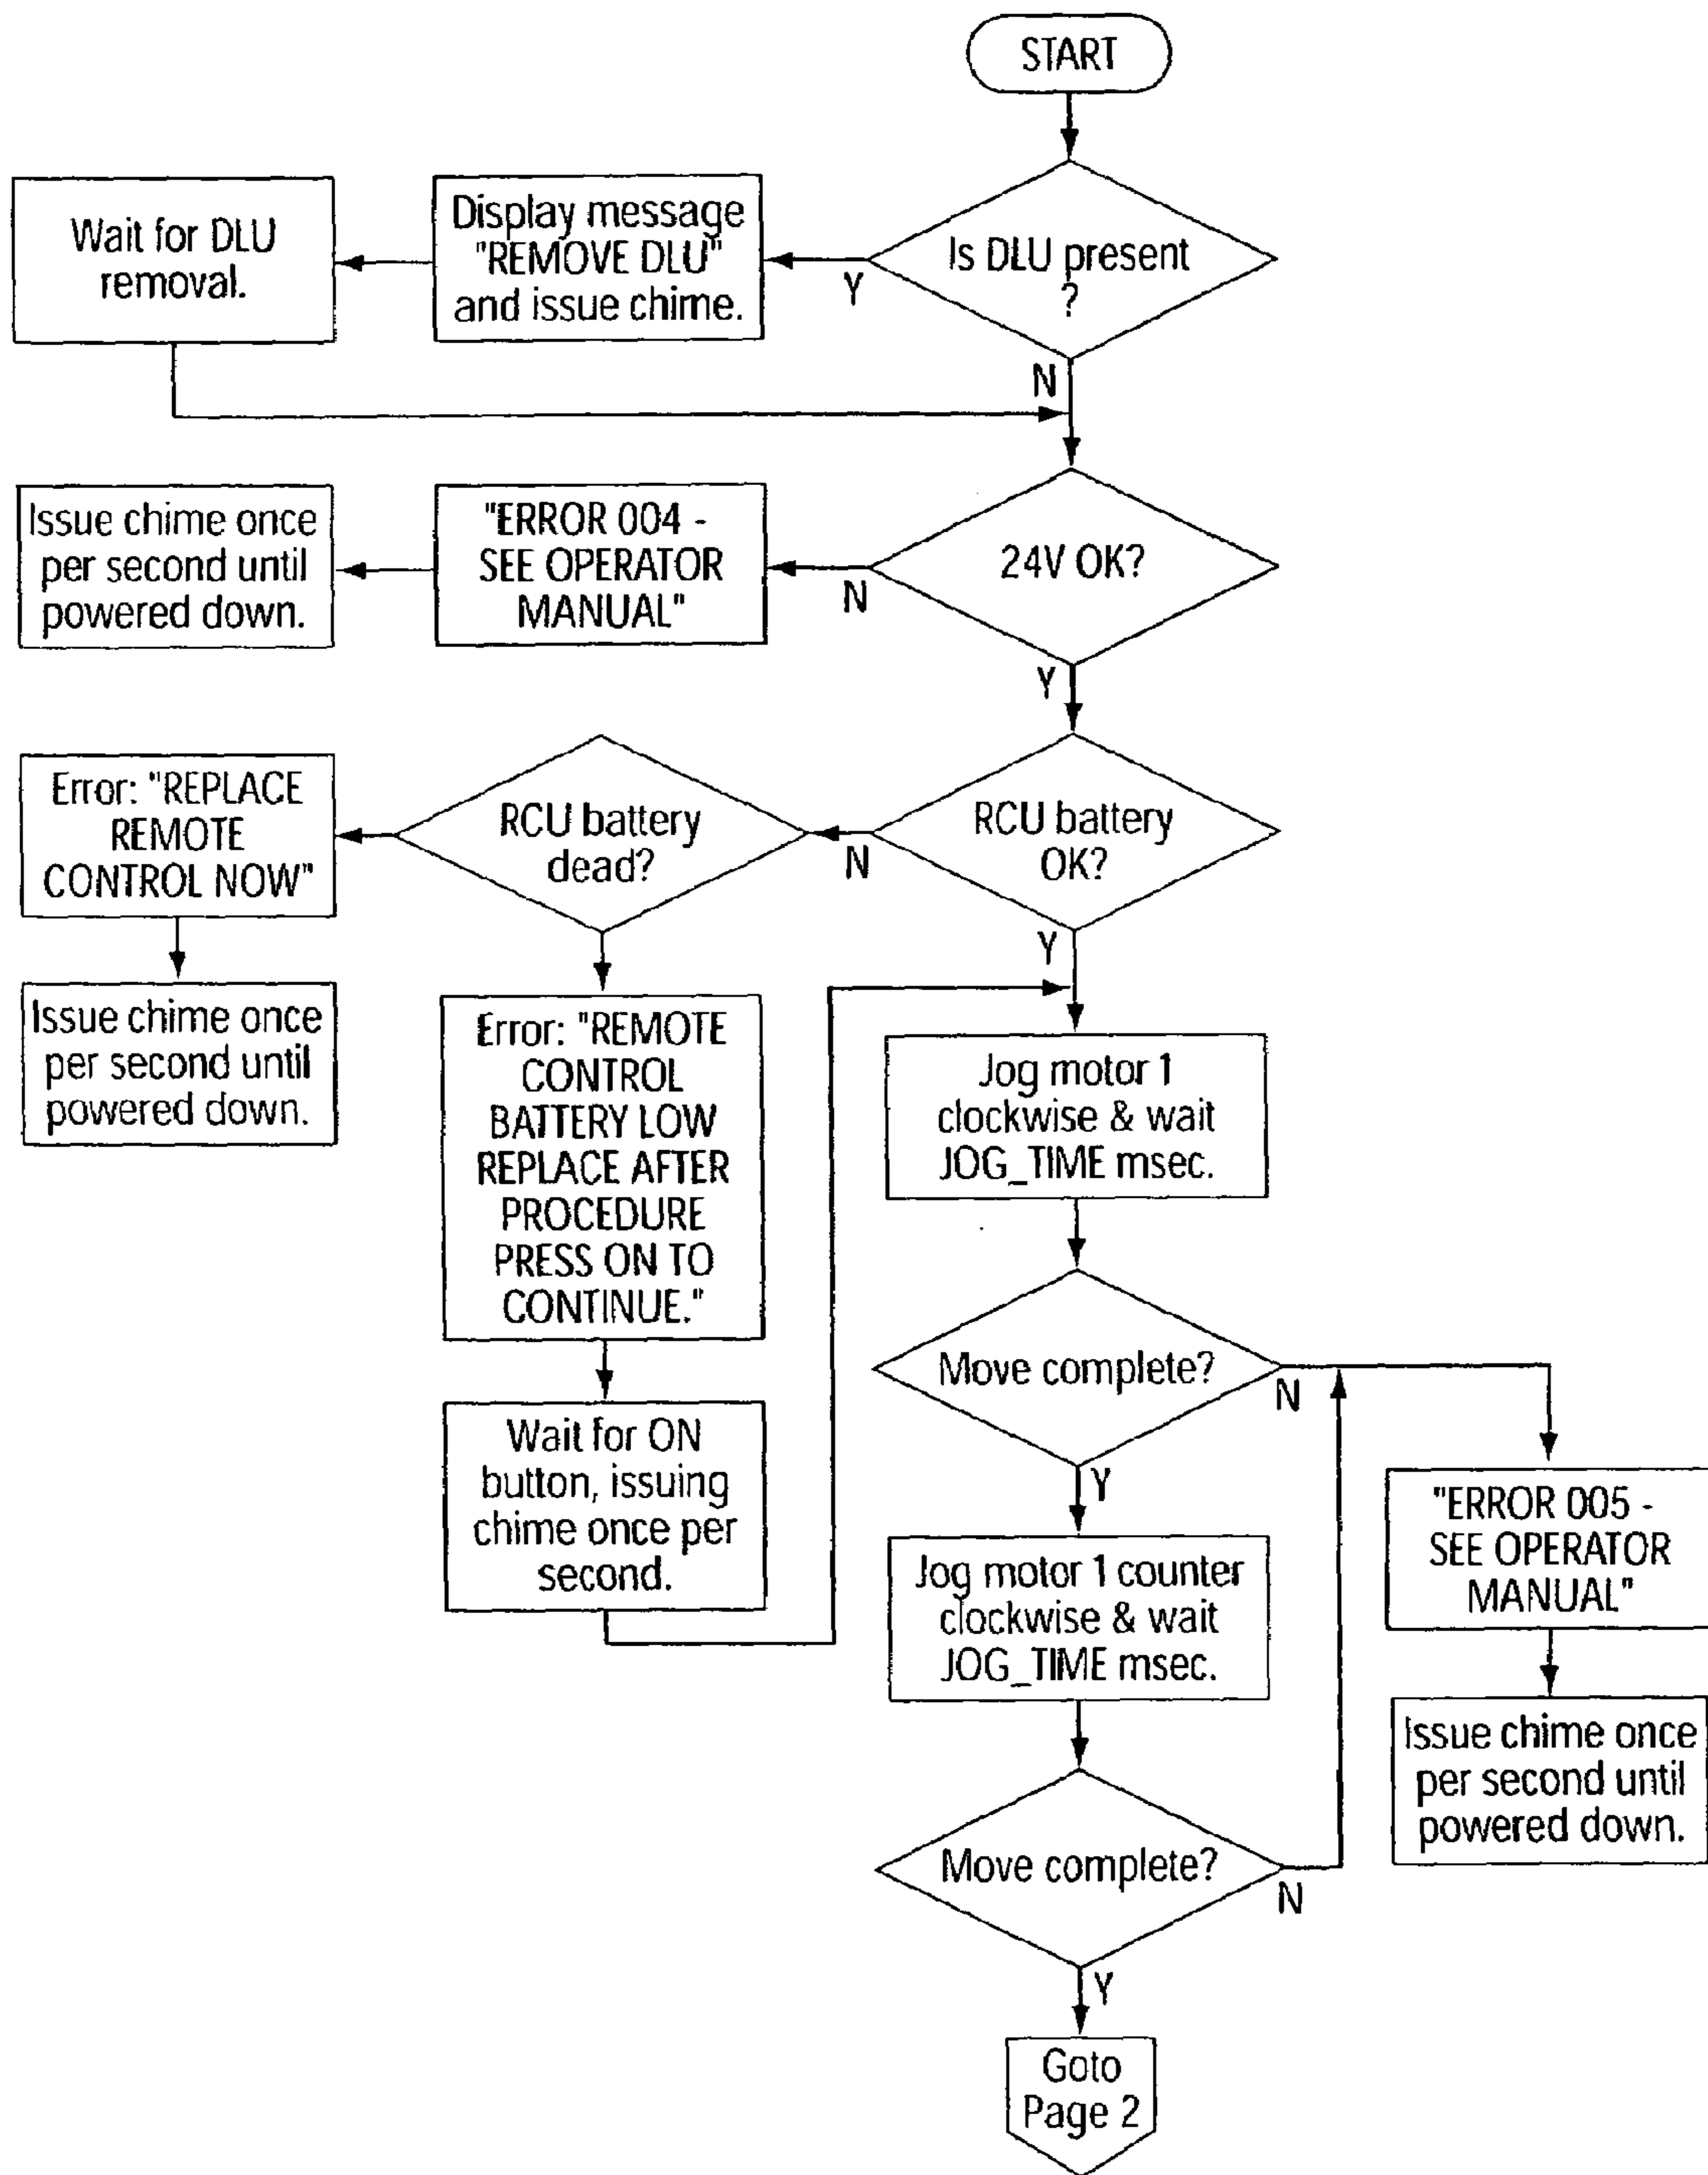 START
Is DLU present
?
Y
N
Display message
"REMOVE DLU"
and issue chime.
Wait for DLU
removal.
24V OK?
N
Y
"ERROR 004 -
SEE OPERATOR
MANUAL"
Issue chime once
per second until
powered down.
RCU battery
OK?
N
Y
RCU battery
dead?
Error: "REPLACE
REMOTE
CONTROL NOW"
Issue chime once
per second until
powered down.
Error: "REMOTE
CONTROL
BATTERY LOW
REPLACE AFTER
PROCEDURE
PRESS ON TO
CONTINUE."
Wait for ON
button, issuing
chime once per
second.
Jog motor 1
clockwise & wait
JOG_TIME msec.
Move complete?
N
Y
Jog motor 1 counter
clockwise & wait
JOG_TIME msec.
"ERROR 005 -
SEE OPERATOR
MANUAL"
Issue chime once
per second until
powered down.
Move complete?
N
Y
Goto
Page 2